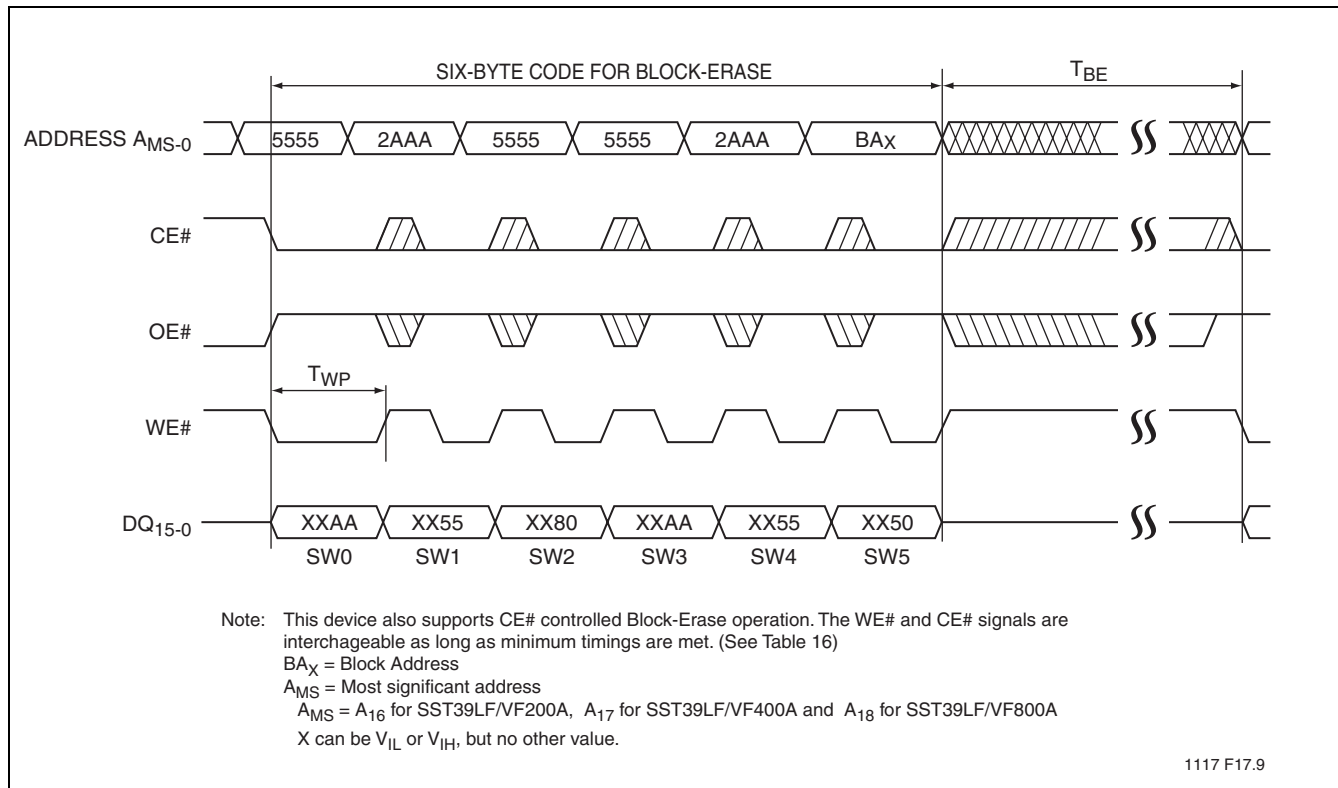 SIX-BYTE CODE FOR BLOCK-ERASE
TBE
ADDRESS AMS-0
5555 2AAA 5555 5555 2AAA BAX
CE#
OE#
TWP
WE#
DQ15-0
XXAA XX55 XX80 XXAA XX55 XX50
SW0 SW1 SW2 SW3 SW4 SW5
Note: This device also supports CE# controlled Block-Erase operation. The WE# and CE# signals are
interchageable as long as minimum timings are met. (See Table 16)
BAX = Block Address
AMS = Most significant address
AMS = A16 for SST39LF/VF200A, A17 for SST39LF/VF400A and A18 for SST39LF/VF800A
X can be VIL or VIH, but no other value.
1117 F17.9